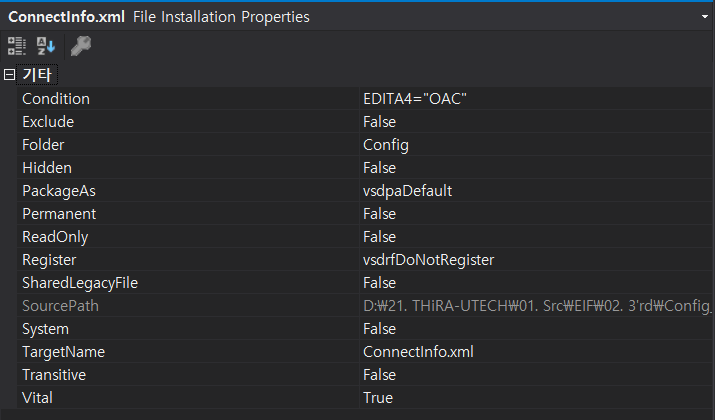 ConnectInfo.xml File Installation Properties
기타
Condition EDITA4="OAC"
Exclude False
Folder Config
Hidden False
PackageAs vsdpaDefault
Permanent False
ReadOnly False
Register vsdrfDoNotRegister
SharedLegacyFile False
SourcePath D:₩21. THiRA-UTECH₩01. Src₩EIF₩02. 3'rd₩Config_
System False
TargetName ConnectInfo.xml
Transitive False
Vital True